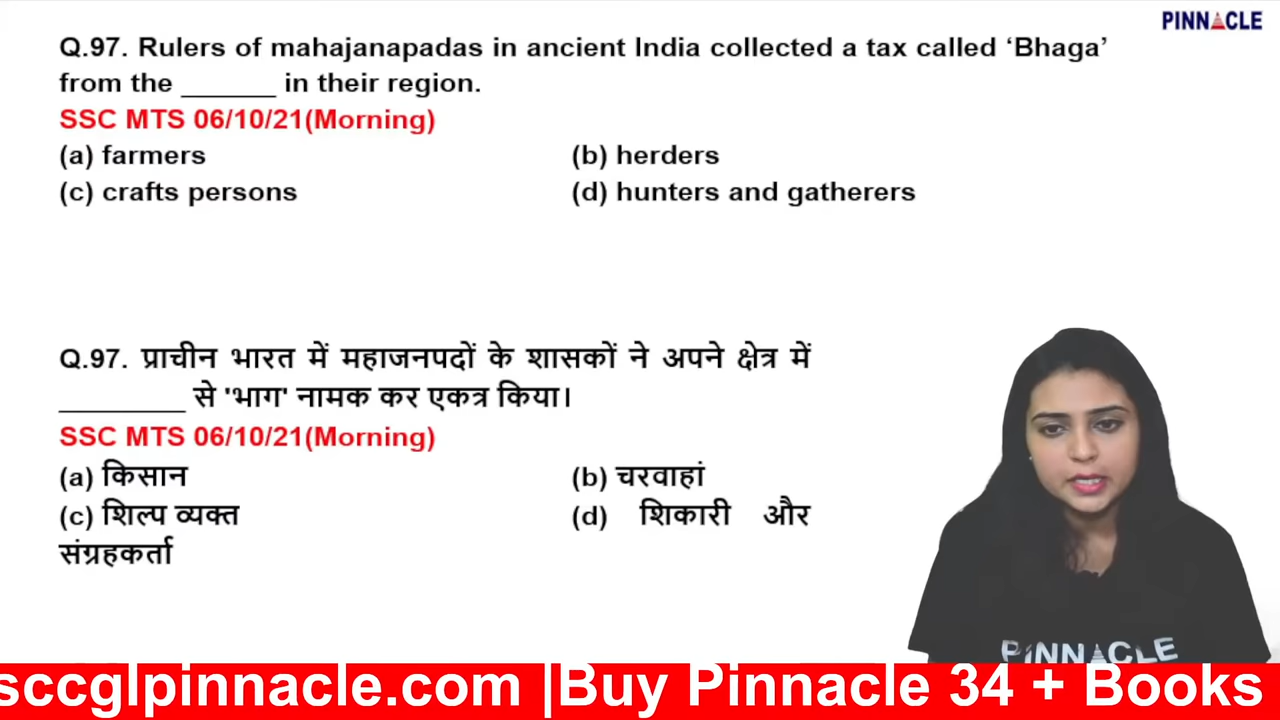 PINNACLE
Q.97. Rulers of mahajanapadas in ancient India collected a tax called ‘Bhaga’
from the ______ in their region.
SSC MTS 06/10/21(Morning)
(a) farmers (b) herders
(c) crafts persons (d) hunters and gatherers
Q.97. प्राचीन भारत में महाजनपदों के शासकों ने अपने क्षेत्र में
________ से 'भाग' नामक कर एकत्र किया।
SSC MTS 06/10/21(Morning)
(a) किसान (b) चरवाहां
(c) शिल्प व्यक्त (d) शिकारी और
संग्रहकर्ता
PINNACLE
sccglpinnacle.com |Buy Pinnacle 34 + Books